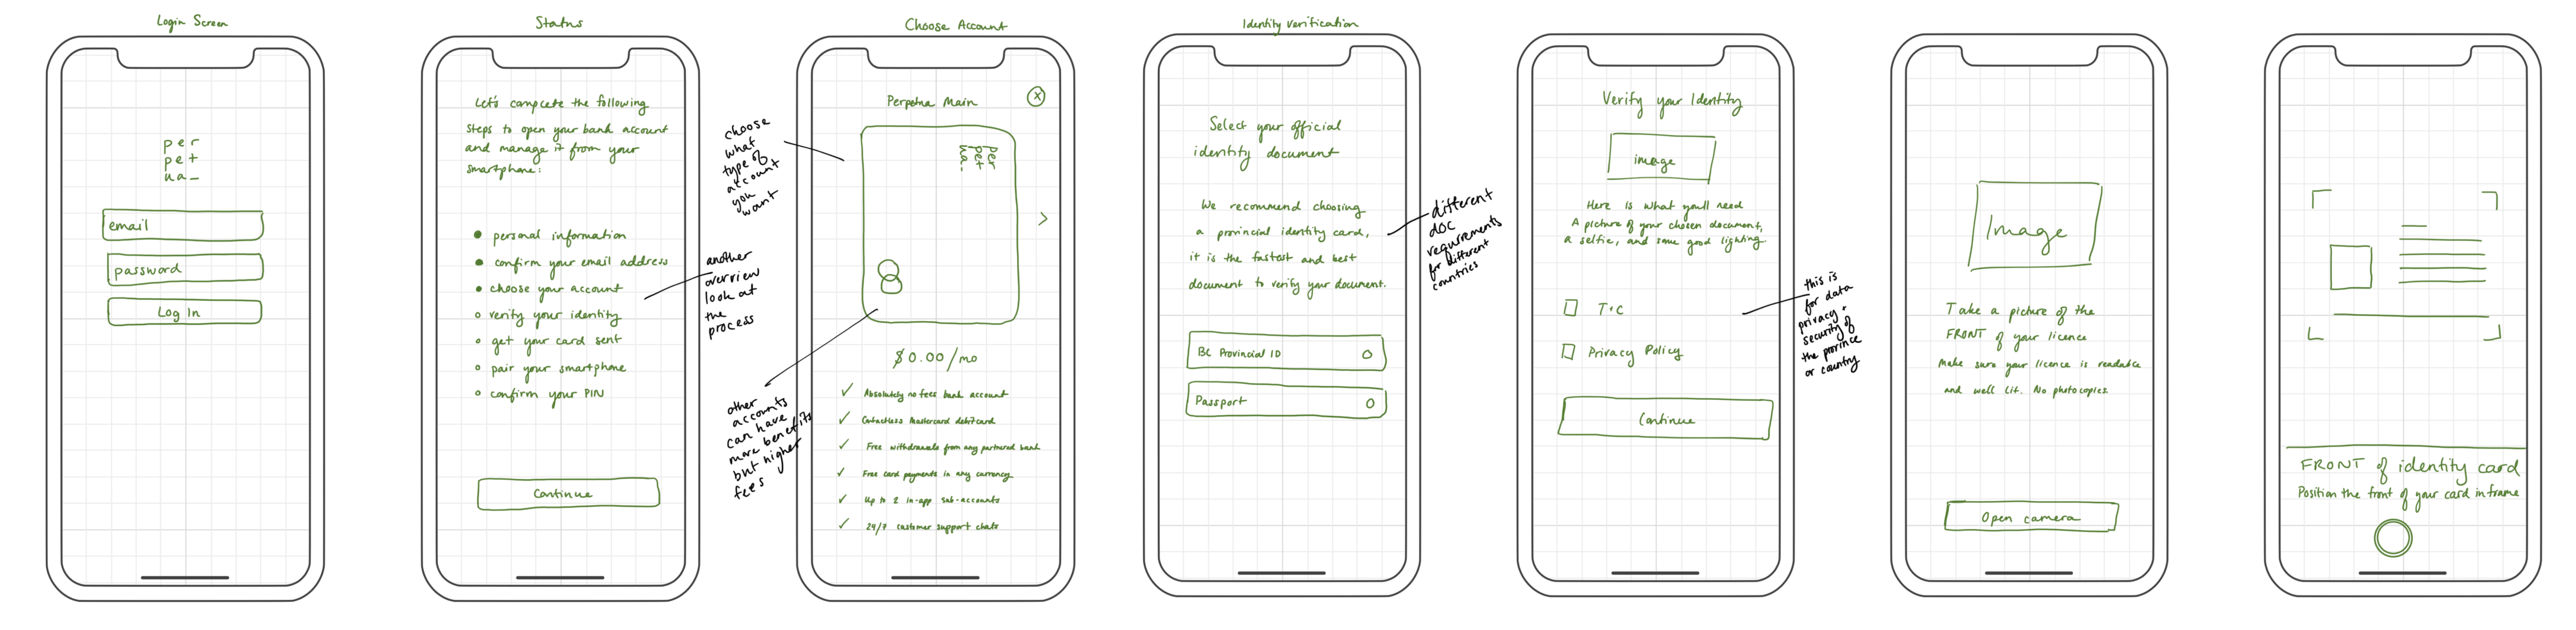 Login Screen
per
pet
ua_
email
password
Log In
Status
Let's complete the following
steps to open your bank account
and manage it from your
smartphone:
personal information
confirm your email address
choose your account
verify your identity
get your card sent
pair your smartphone
confirm your PIN
Continue
another
overview
look at
the
process
Choose Account
choose
what
type of
account
you
want
Perpetua Main
X
per
pet
ua_
>
$0.00/mo
Absolutely no fees bank account
Contactless Mastercard debit card
Free withdrawals from any partnered bank
Free card payments in any currency
Up to 2 in-app sub-accounts
24/7 customer support chats
other
accounts
can have
more benefits
but higher
fees
Identity Verification
Select your official
identity document
We recommend choosing
a provincial identity card,
it is the fastest and best
document to verify your document.
BC Provincial ID
Passport
different
doc
requirements
for different
countries
Verify your Identity
image
Here is what you'll need
A picture of your chosen document,
a selfie, and some good lighting.
T+C
Privacy Policy
Continue
this is
for data
privacy +
security of
the province
or country
Image
Take a picture of the
FRONT of your licence
Make sure your licence is readable
and well lit. No photocopies.
Open camera
FRONT of identity card
Position the front of your card in frame